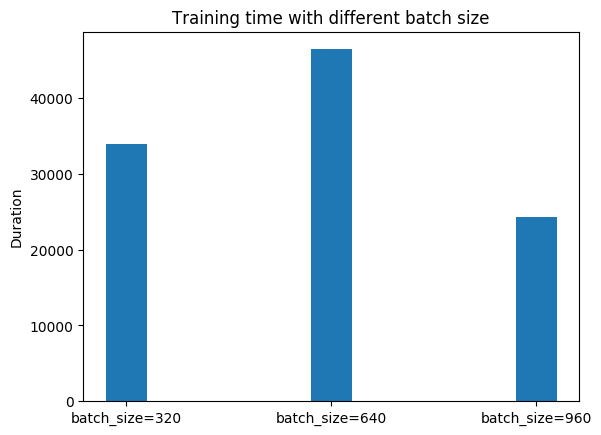 Training time with different batch size
Duration
40000
30000
20000
10000
0
batch_size=320 batch_size=640 batch_size=960